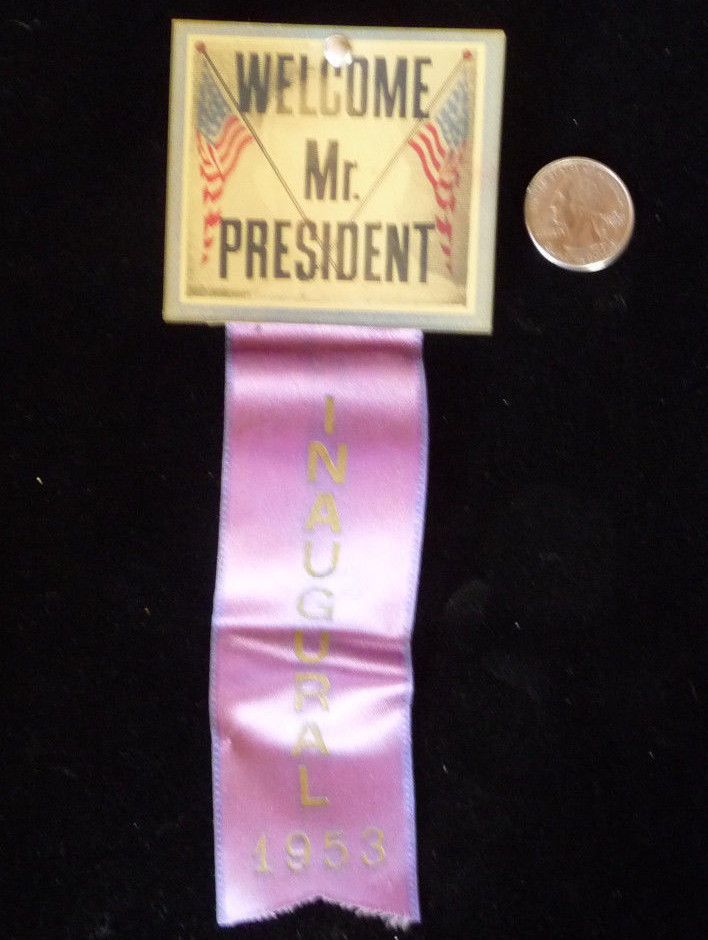 WELCOME
Mr.
PRESIDENT
INAUGURAL
1953